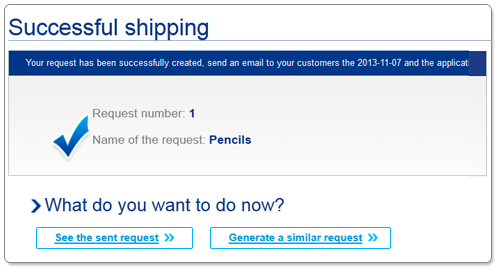 Successful shipping
Your request has been successfully created, send an email to your customers the 2013-11-07 and the
Request number: 1
Name of the request: Pencils
What do you want to do now?
See the sent request
Generate a similar request